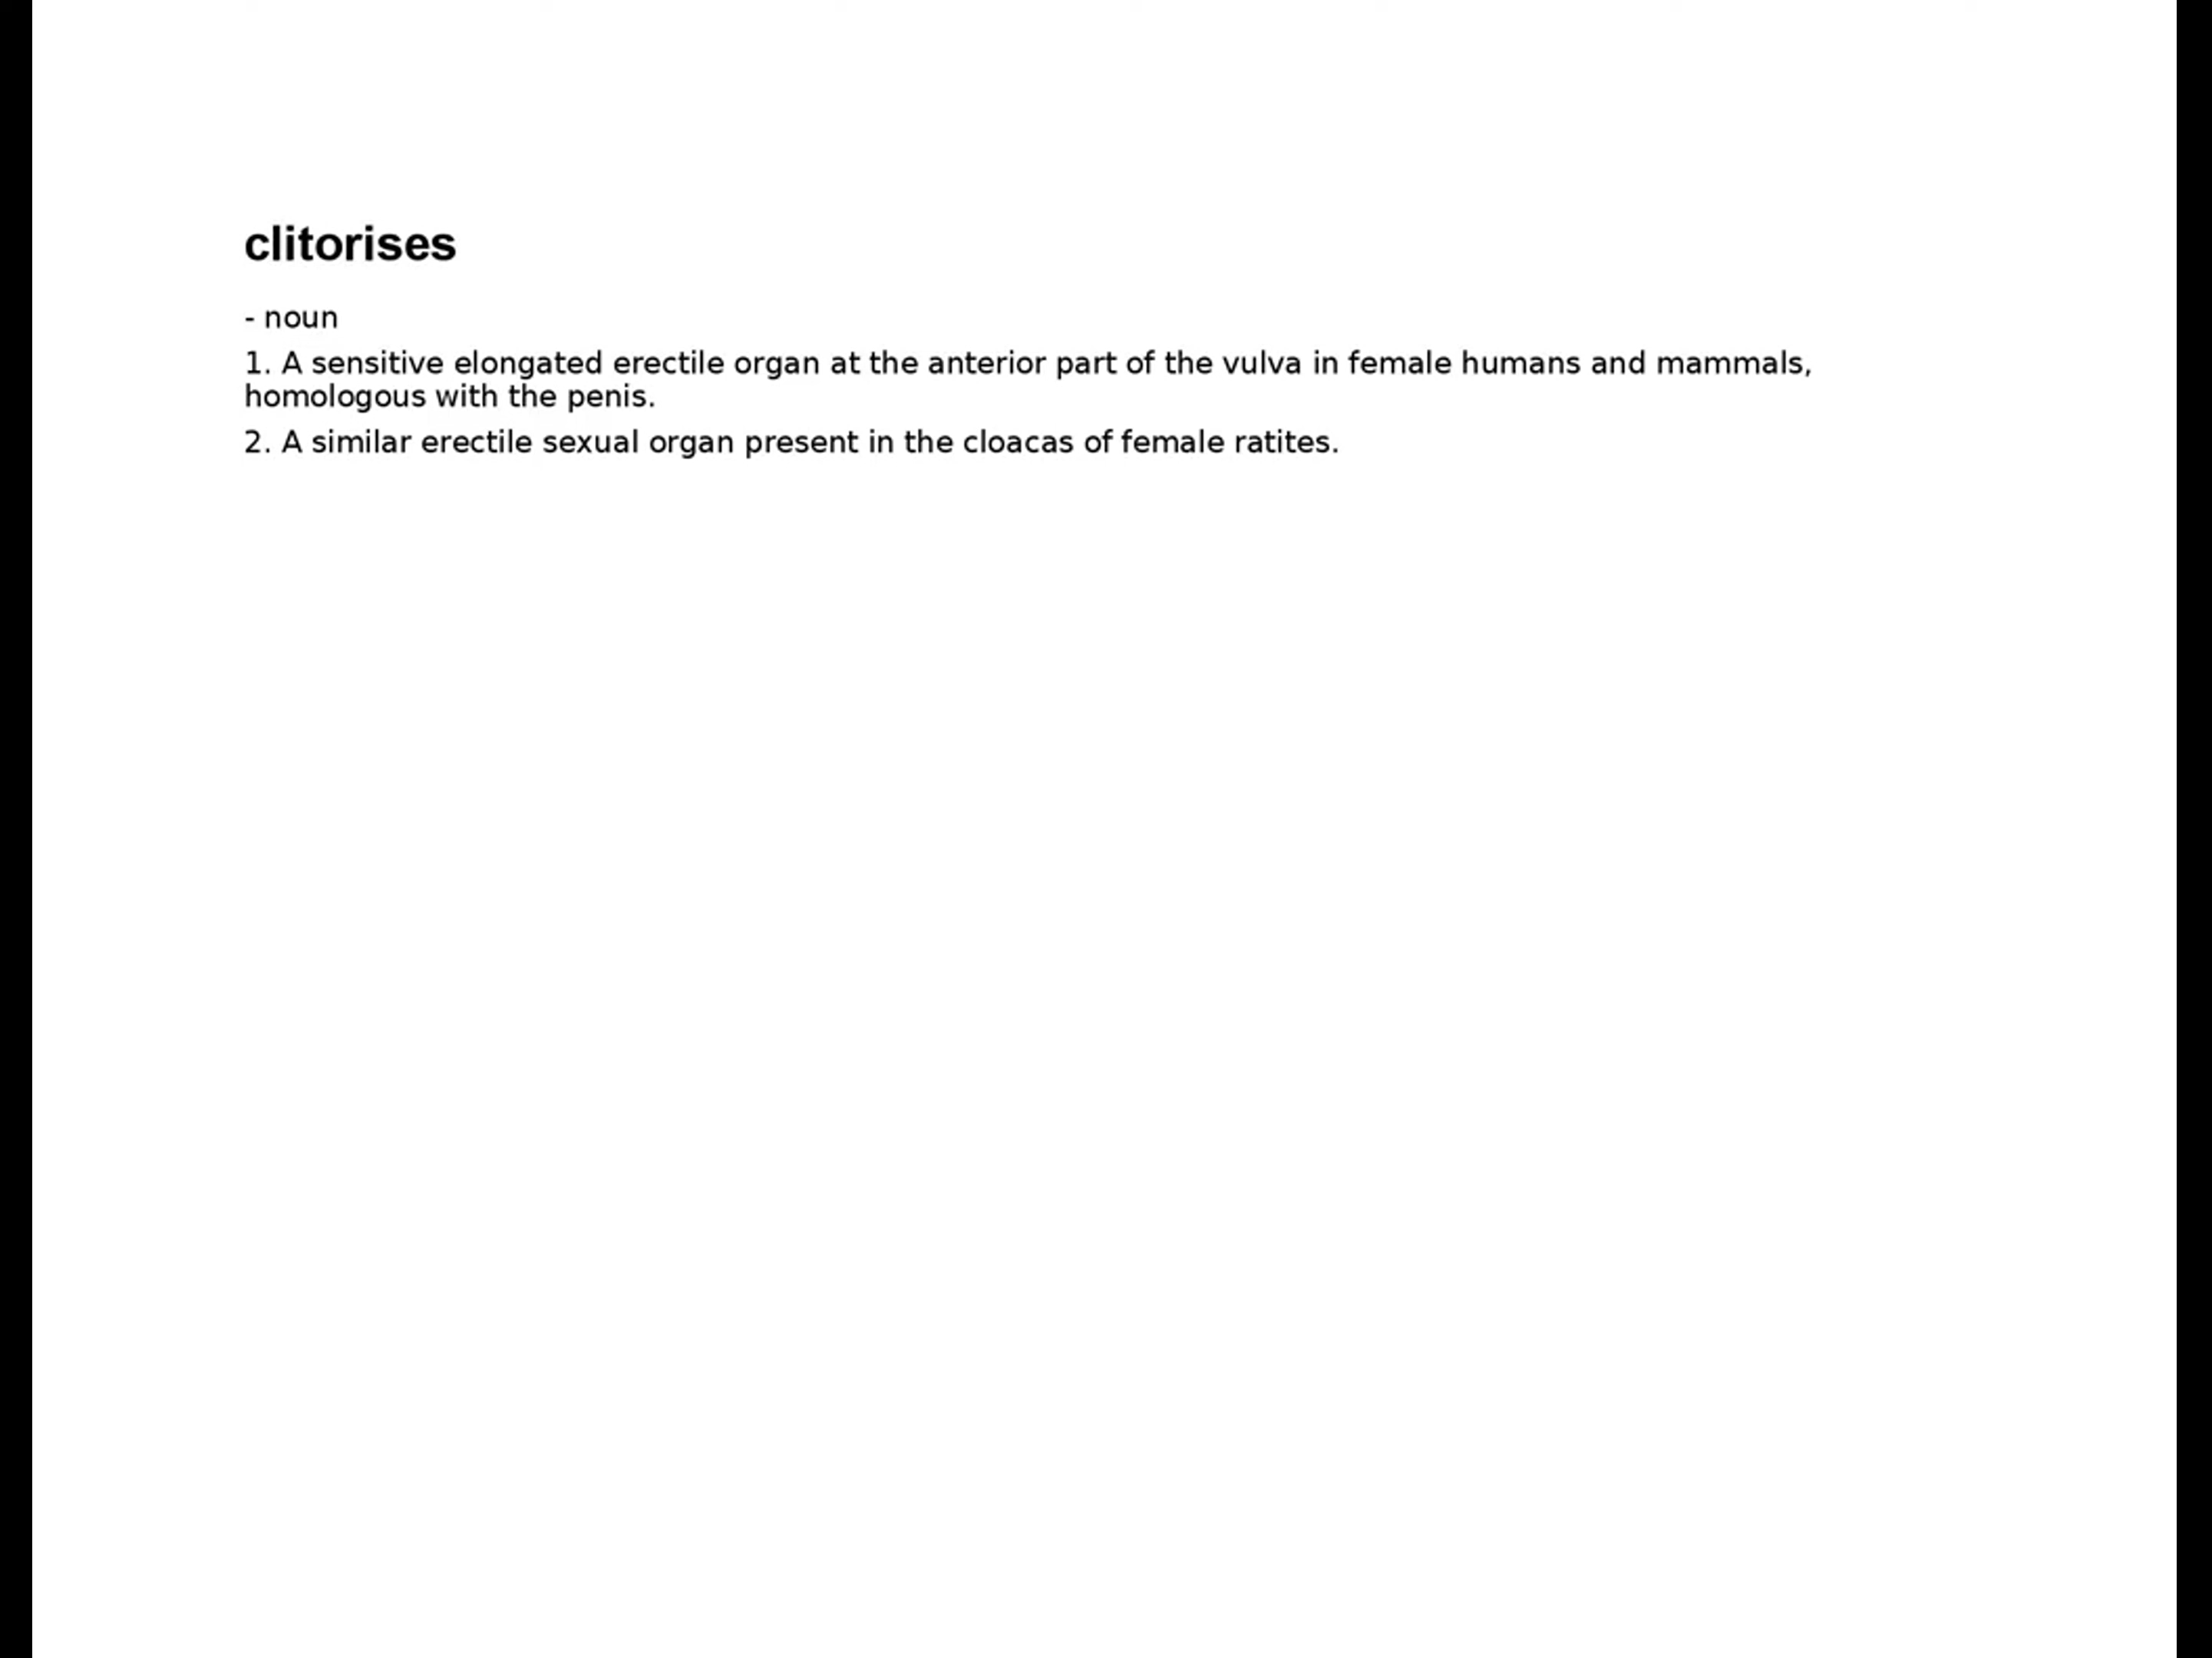 clitorises
- noun
1. A sensitive elongated erectile organ at the anterior part of the vulva in female humans and mammals,
homologous with the penis.
2. A similar erectile sexual organ present in the cloacas of female ratites.